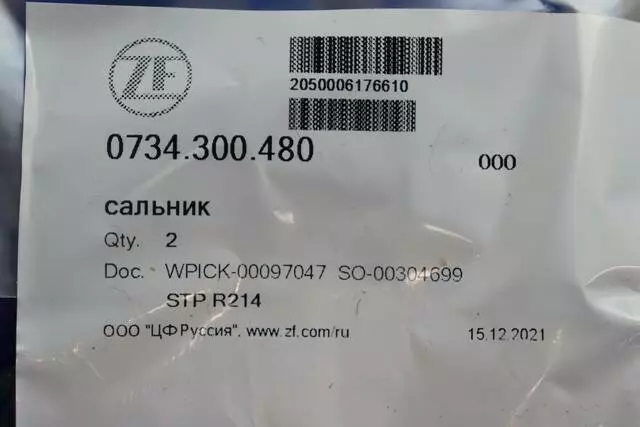 ZF
2050006176610
0734.300.480
000
сальник
Qty. 2
Doc. WPICK-00097047 SO-00304699
STP R214
ООО "ЦФ Руссия", www.zf.com/ru 15.12.2021